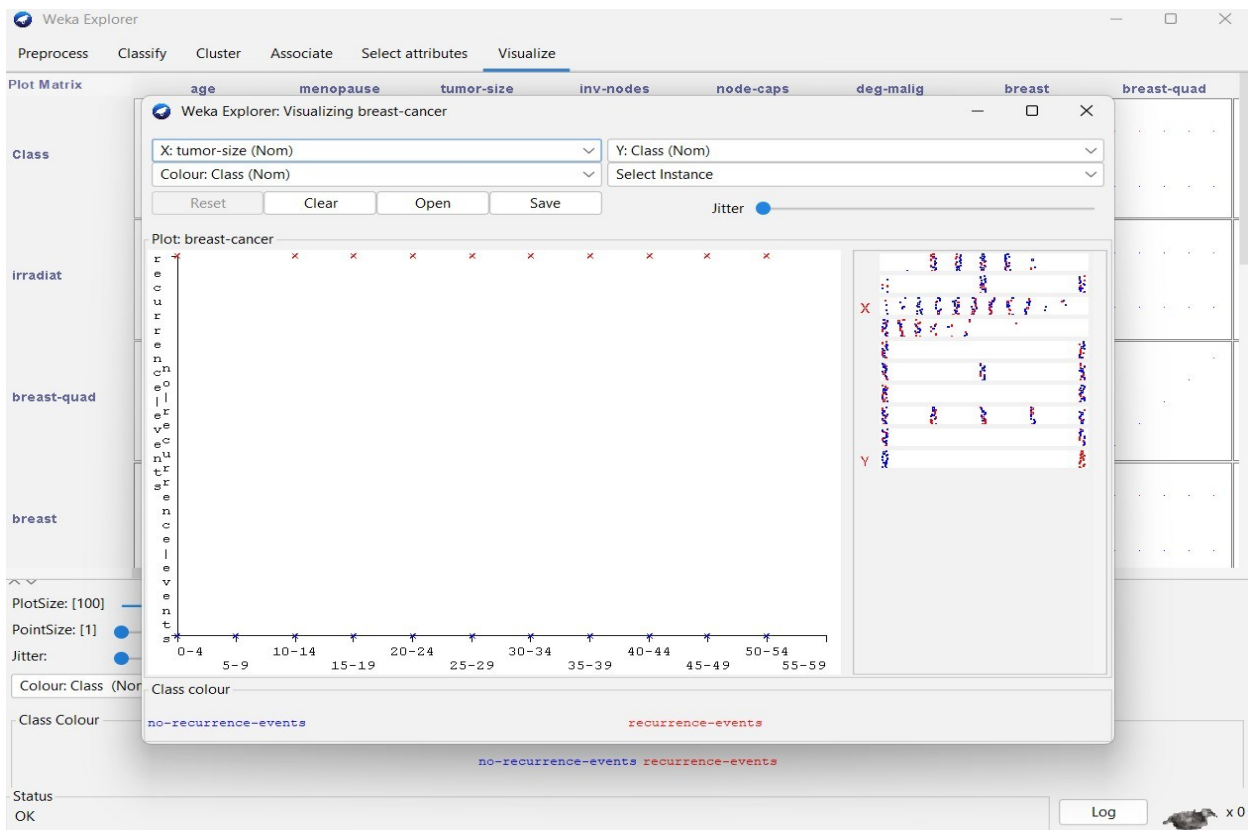 Weka Explorer
Preprocess Classify Cluster Associate Select attributes Visualize
Plot Matrix age menopause tumor-size inv-nodes node-caps deg-malig breast breast-quad
Weka Explorer: Visualizing breast-cancer
X: tumor-size (Nom) Y: Class (Nom)
Colour: Class (Nom) Select Instance
Reset Clear Open Save Jitter
Plot: breast-cancer
Class
irradiat
breast-quad
breast
recurrence|events
no|recurrence|events
X
Y
0-4 10-14 20-24 30-34 40-44 50-54
5-9 15-19 25-29 35-39 45-49 55-59
Class colour
no-recurrence-events recurrence-events
PlotSize: [100]
PointSize: [1]
Jitter:
Colour: Class (Nor
Class Colour
no-recurrence-events recurrence-events
Status
OK
Log x 0